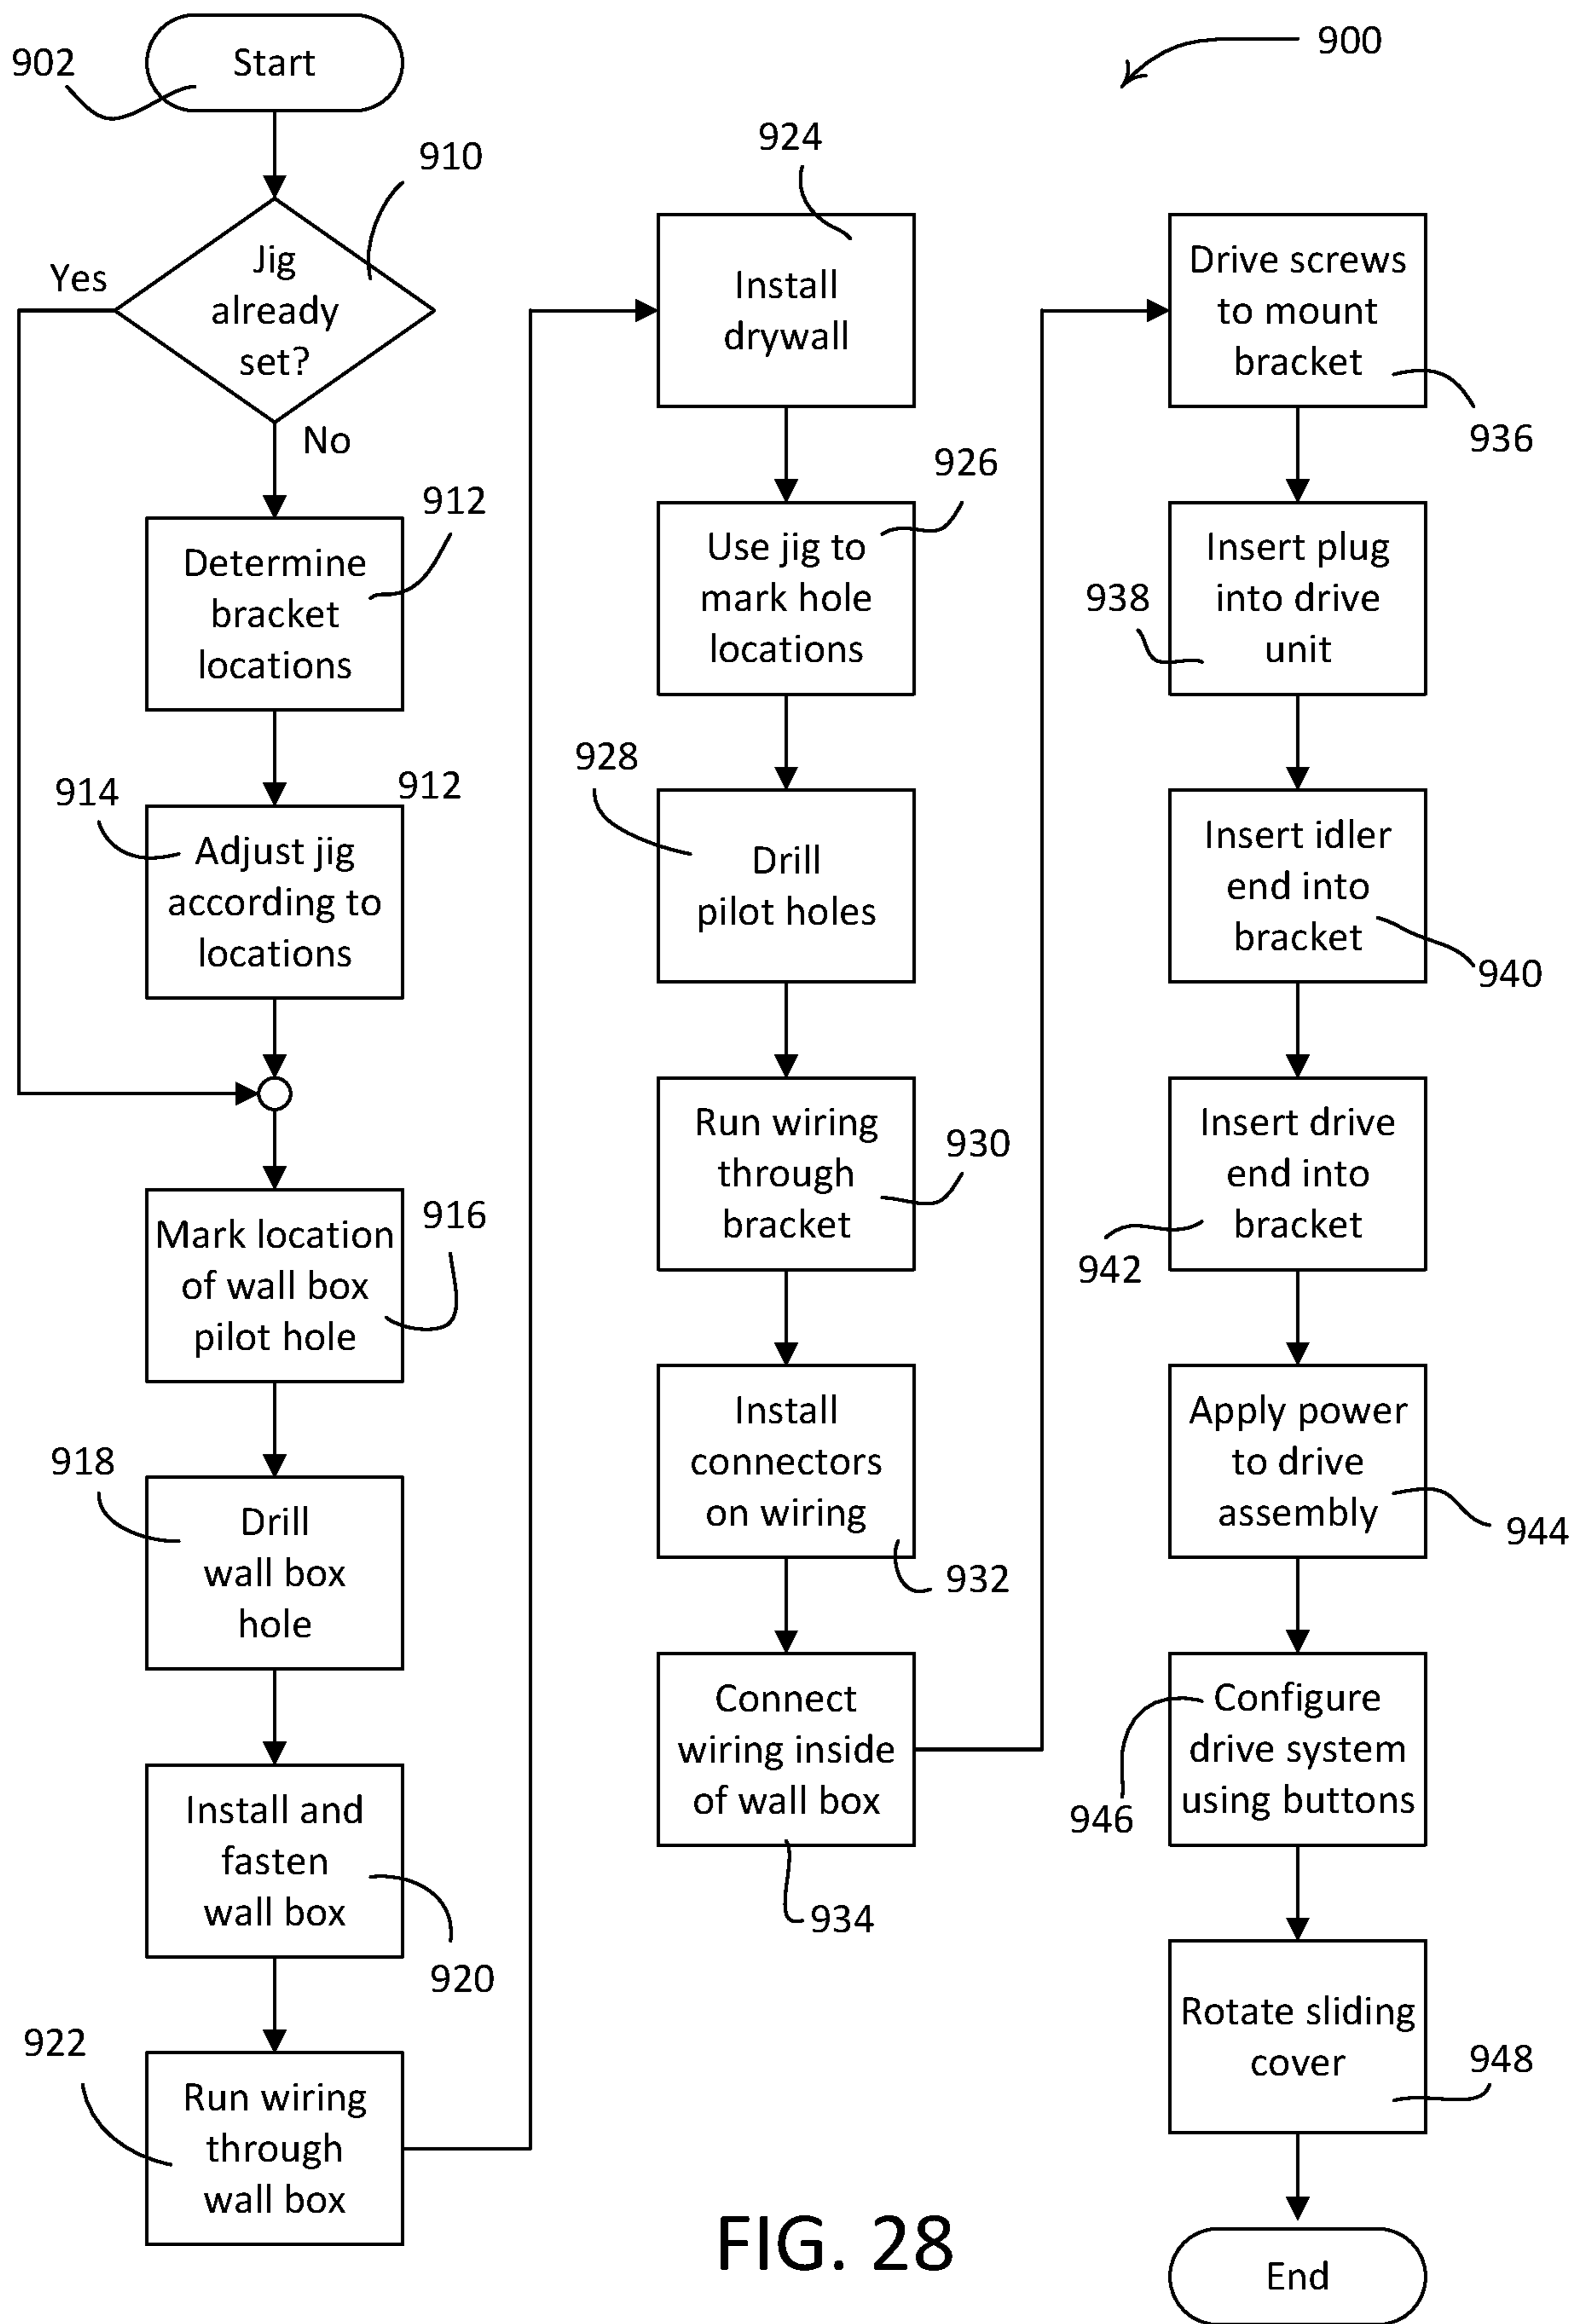 902
Start
910
Yes
Jig
already
set?
No
912
Determine
bracket
locations
914
912
Adjust jig
according to
locations
916
Mark location
of wall box
pilot hole
918
Drill
wall box
hole
Install and
fasten
wall box
920
922
Run wiring
through
wall box
924
Install
drywall
926
Use jig to
mark hole
locations
928
Drill
pilot holes
930
Run wiring
through
bracket
Install
connectors
on wiring
932
Connect
wiring inside
of wall box
934
900
Drive screws
to mount
bracket
936
938
Insert plug
into drive
unit
Insert idler
end into
bracket
940
Insert drive
end into
bracket
942
Apply power
to drive
assembly
944
946
Configure
drive system
using buttons
Rotate sliding
cover
948
End
FIG. 28